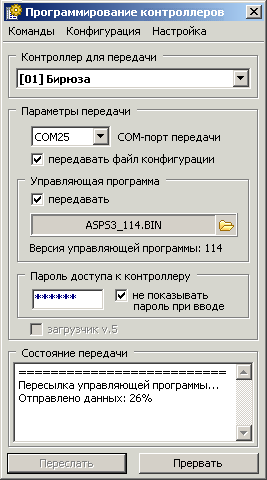 Программирование контроллеров
Команды Конфигурация Настройка
Контроллер для передачи
[01] Бирюза
Параметры передачи
COM25 COM-порт передачи
передавать файл конфигурации
Управляющая программа
передавать
ASPS3_114.BIN
Версия управляющей программы: 114
Пароль доступа к контроллеру
****** не показывать
пароль при вводе
загрузчик v.5
Состояние передачи
==========================
Пересылка управляющей программы...
Отправлено данных: 26%
Переслать Прервать